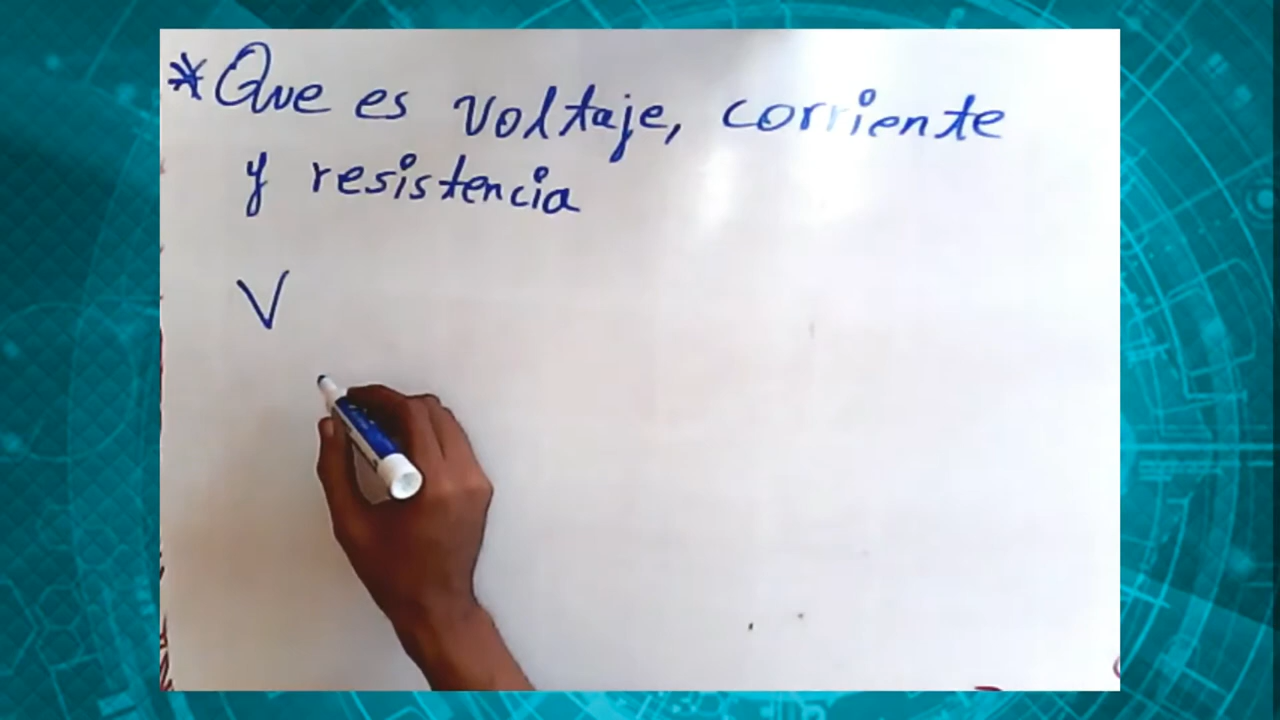 *Que es voltaje, corriente
y resistencia
V